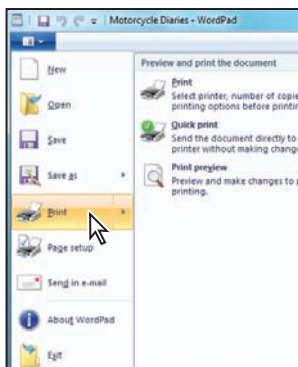 Motorcycle Diaries - WordPad
New
Open
Save
Save as
Print
Page setup
Send in e-mail
About WordPad
Exit
Preview and print the document
Print
Select printer, number of copie
printing options before printin
Quick print
Send the document directly to
printer without making change
Print preview
Preview and make changes to p
printing.